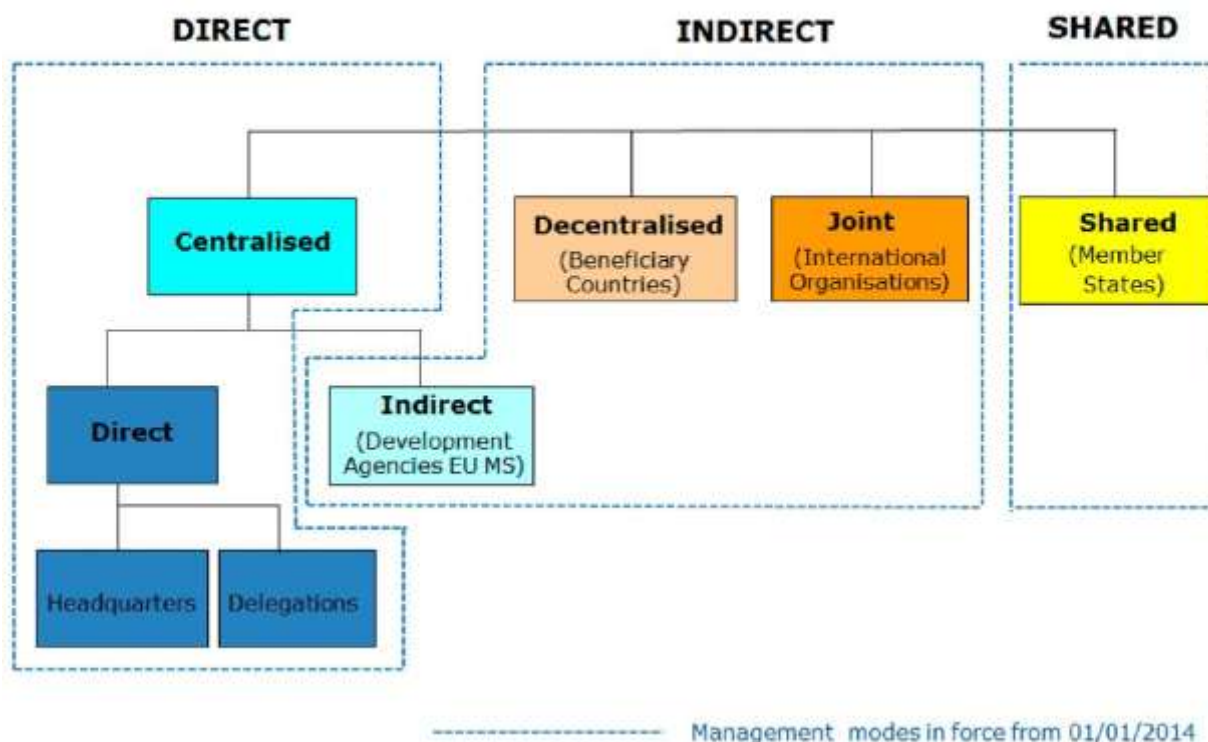 DIRECT
INDIRECT
SHARED
Centralised
Decentralised
(Beneficiary
Countries)
Joint
(International
Organisations)
Shared
(Member
States)
Direct
Indirect
(Development
Agencies EU MS)
Headquarters
Delegations
Management modes in force from 01/01/2014